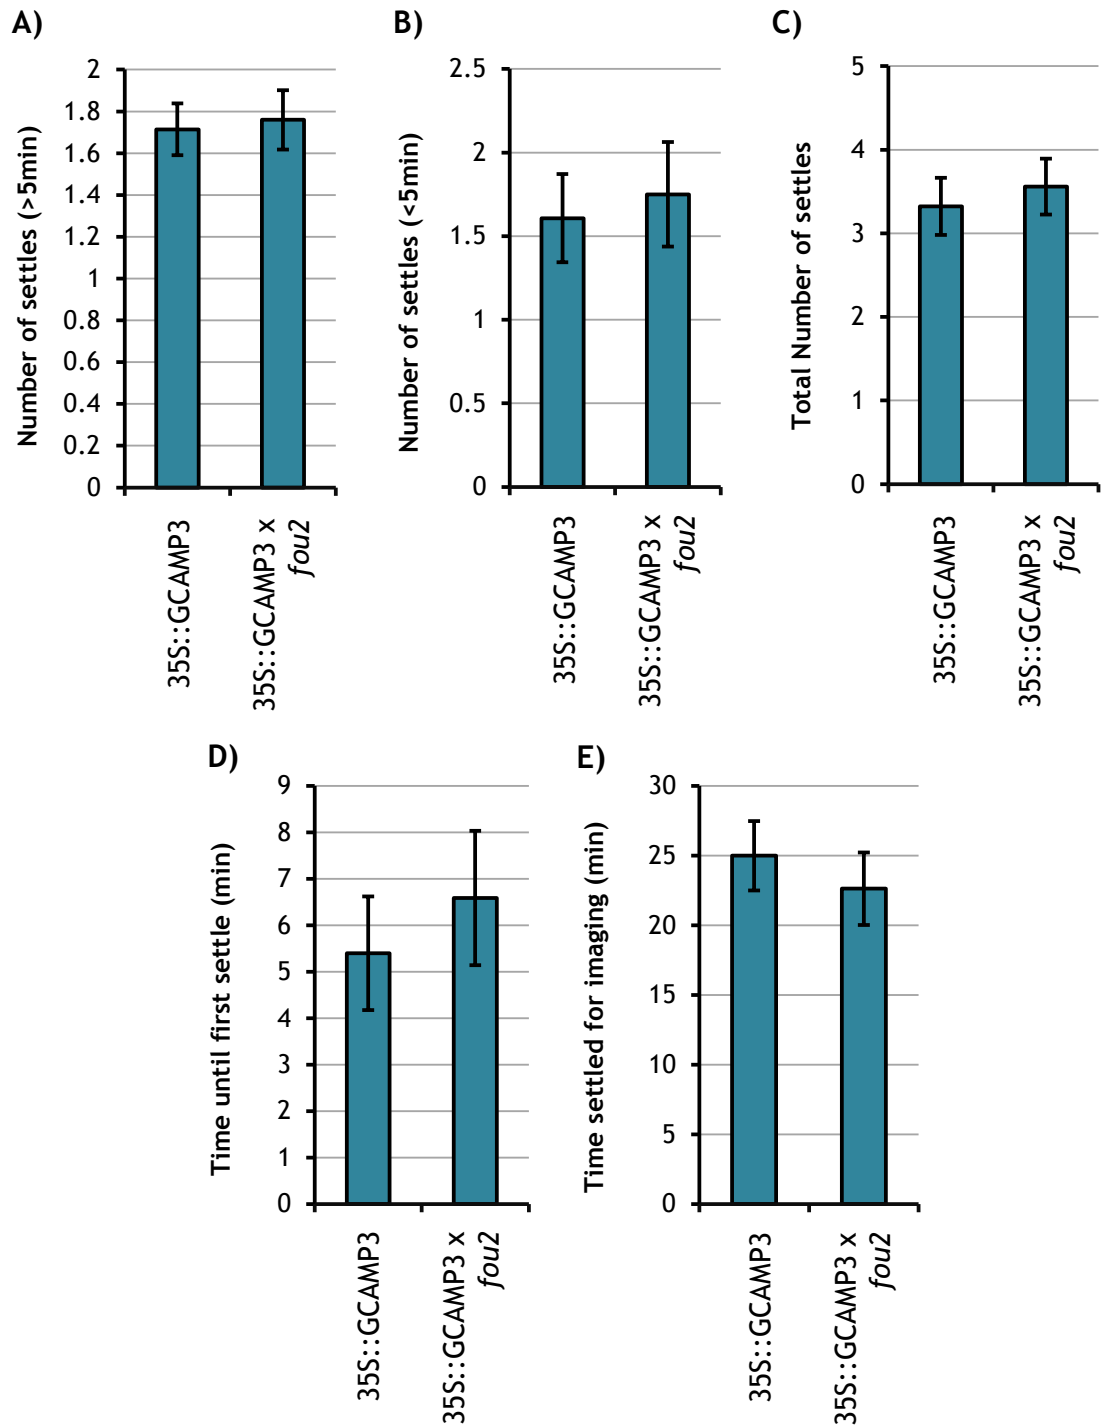 A)
Number of settles (>5min)
2
1.8
1.6
1.4
1.2
1
0.8
0.6
0.4
0.2
0
35S::GCAMP3
35S::GCAMP3 x
fou2
B)
Number of settles (<5min)
2.5
2
1.5
1
0.5
0
35S::GCAMP3
35S::GCAMP3 x
fou2
C)
Total Number of settles
5
4
3
2
1
0
35S::GCAMP3
35S::GCAMP3 x
fou2
D)
Time until first settle (min)
9
8
7
6
5
4
3
2
1
0
35S::GCAMP3
35S::GCAMP3 x
fou2
E)
Time settled for imaging (min)
30
25
20
15
10
5
0
35S::GCAMP3
35S::GCAMP3 x
fou2